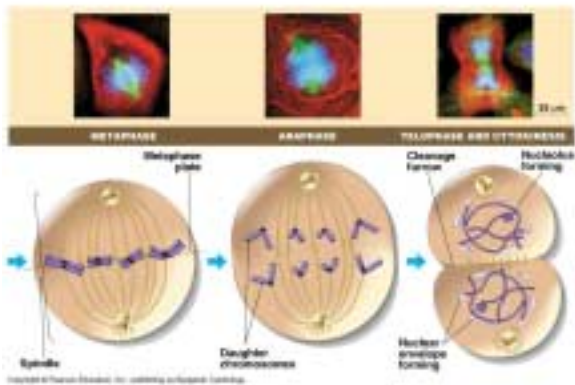 METAPHASE
ANAPHASE
TELOPHASE AND CYTOKINESIS
Metaphase
plate
Cleavage
furrow
Nucleolus
forming
Spindle
Daughter
chromosomes
Nuclear
envelope
forming